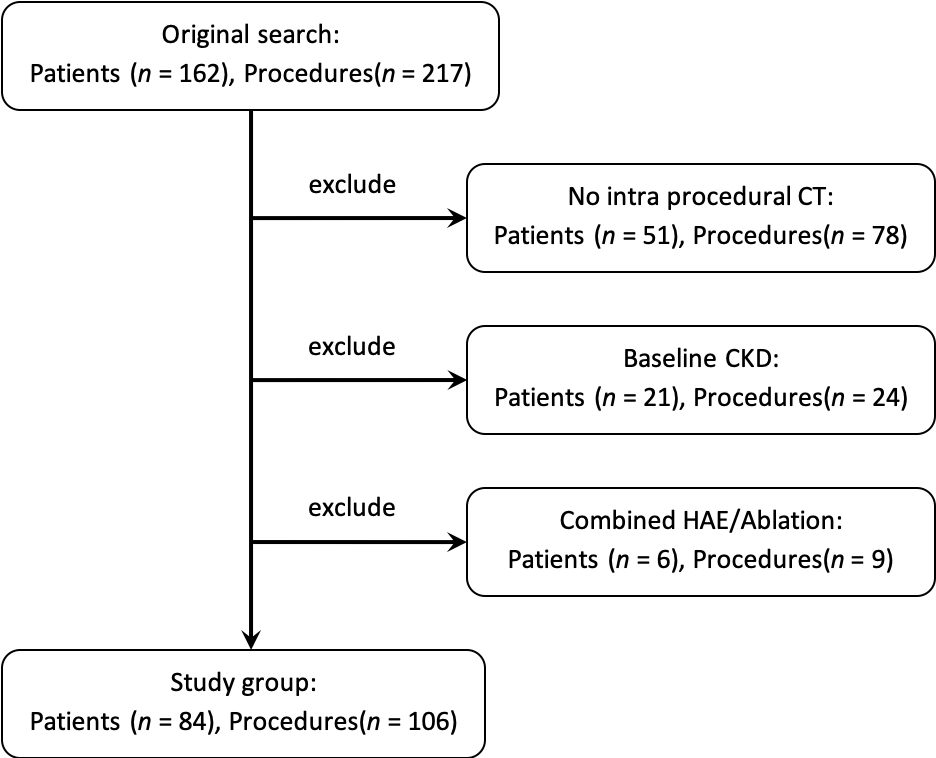 Original search:
Patients (n = 162), Procedures(n = 217)
exclude
No intra procedural CT:
Patients (n = 51), Procedures(n = 78)
exclude
Baseline CKD:
Patients (n = 21), Procedures(n = 24)
exclude
Combined HAE/Ablation:
Patients (n = 6), Procedures(n = 9)
Study group:
Patients (n = 84), Procedures(n = 106)